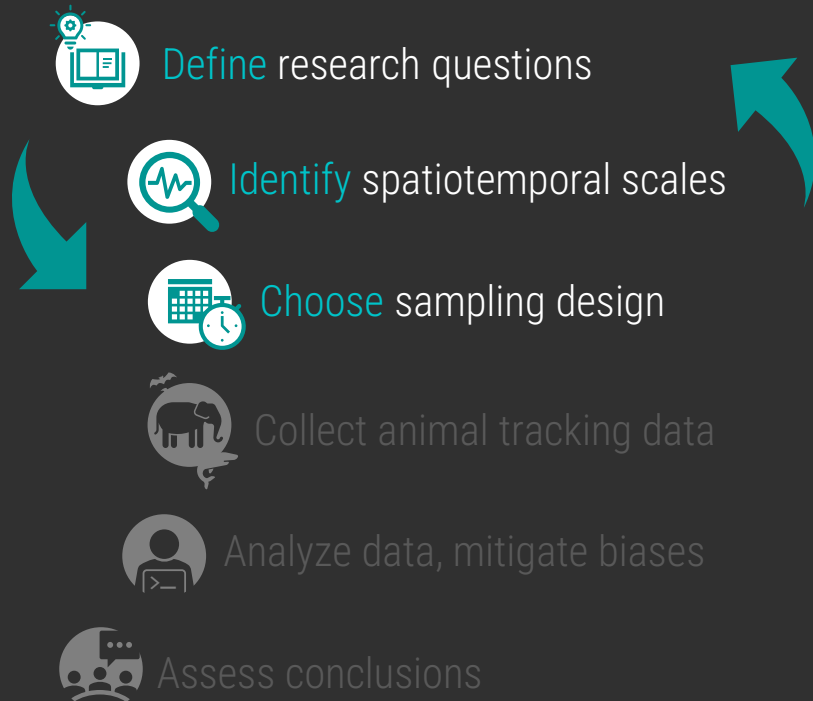 Define research questions
Identify spatiotemporal scales
Choose sampling design
Collect animal tracking data
Analyze data, mitigate biases
Assess conclusions